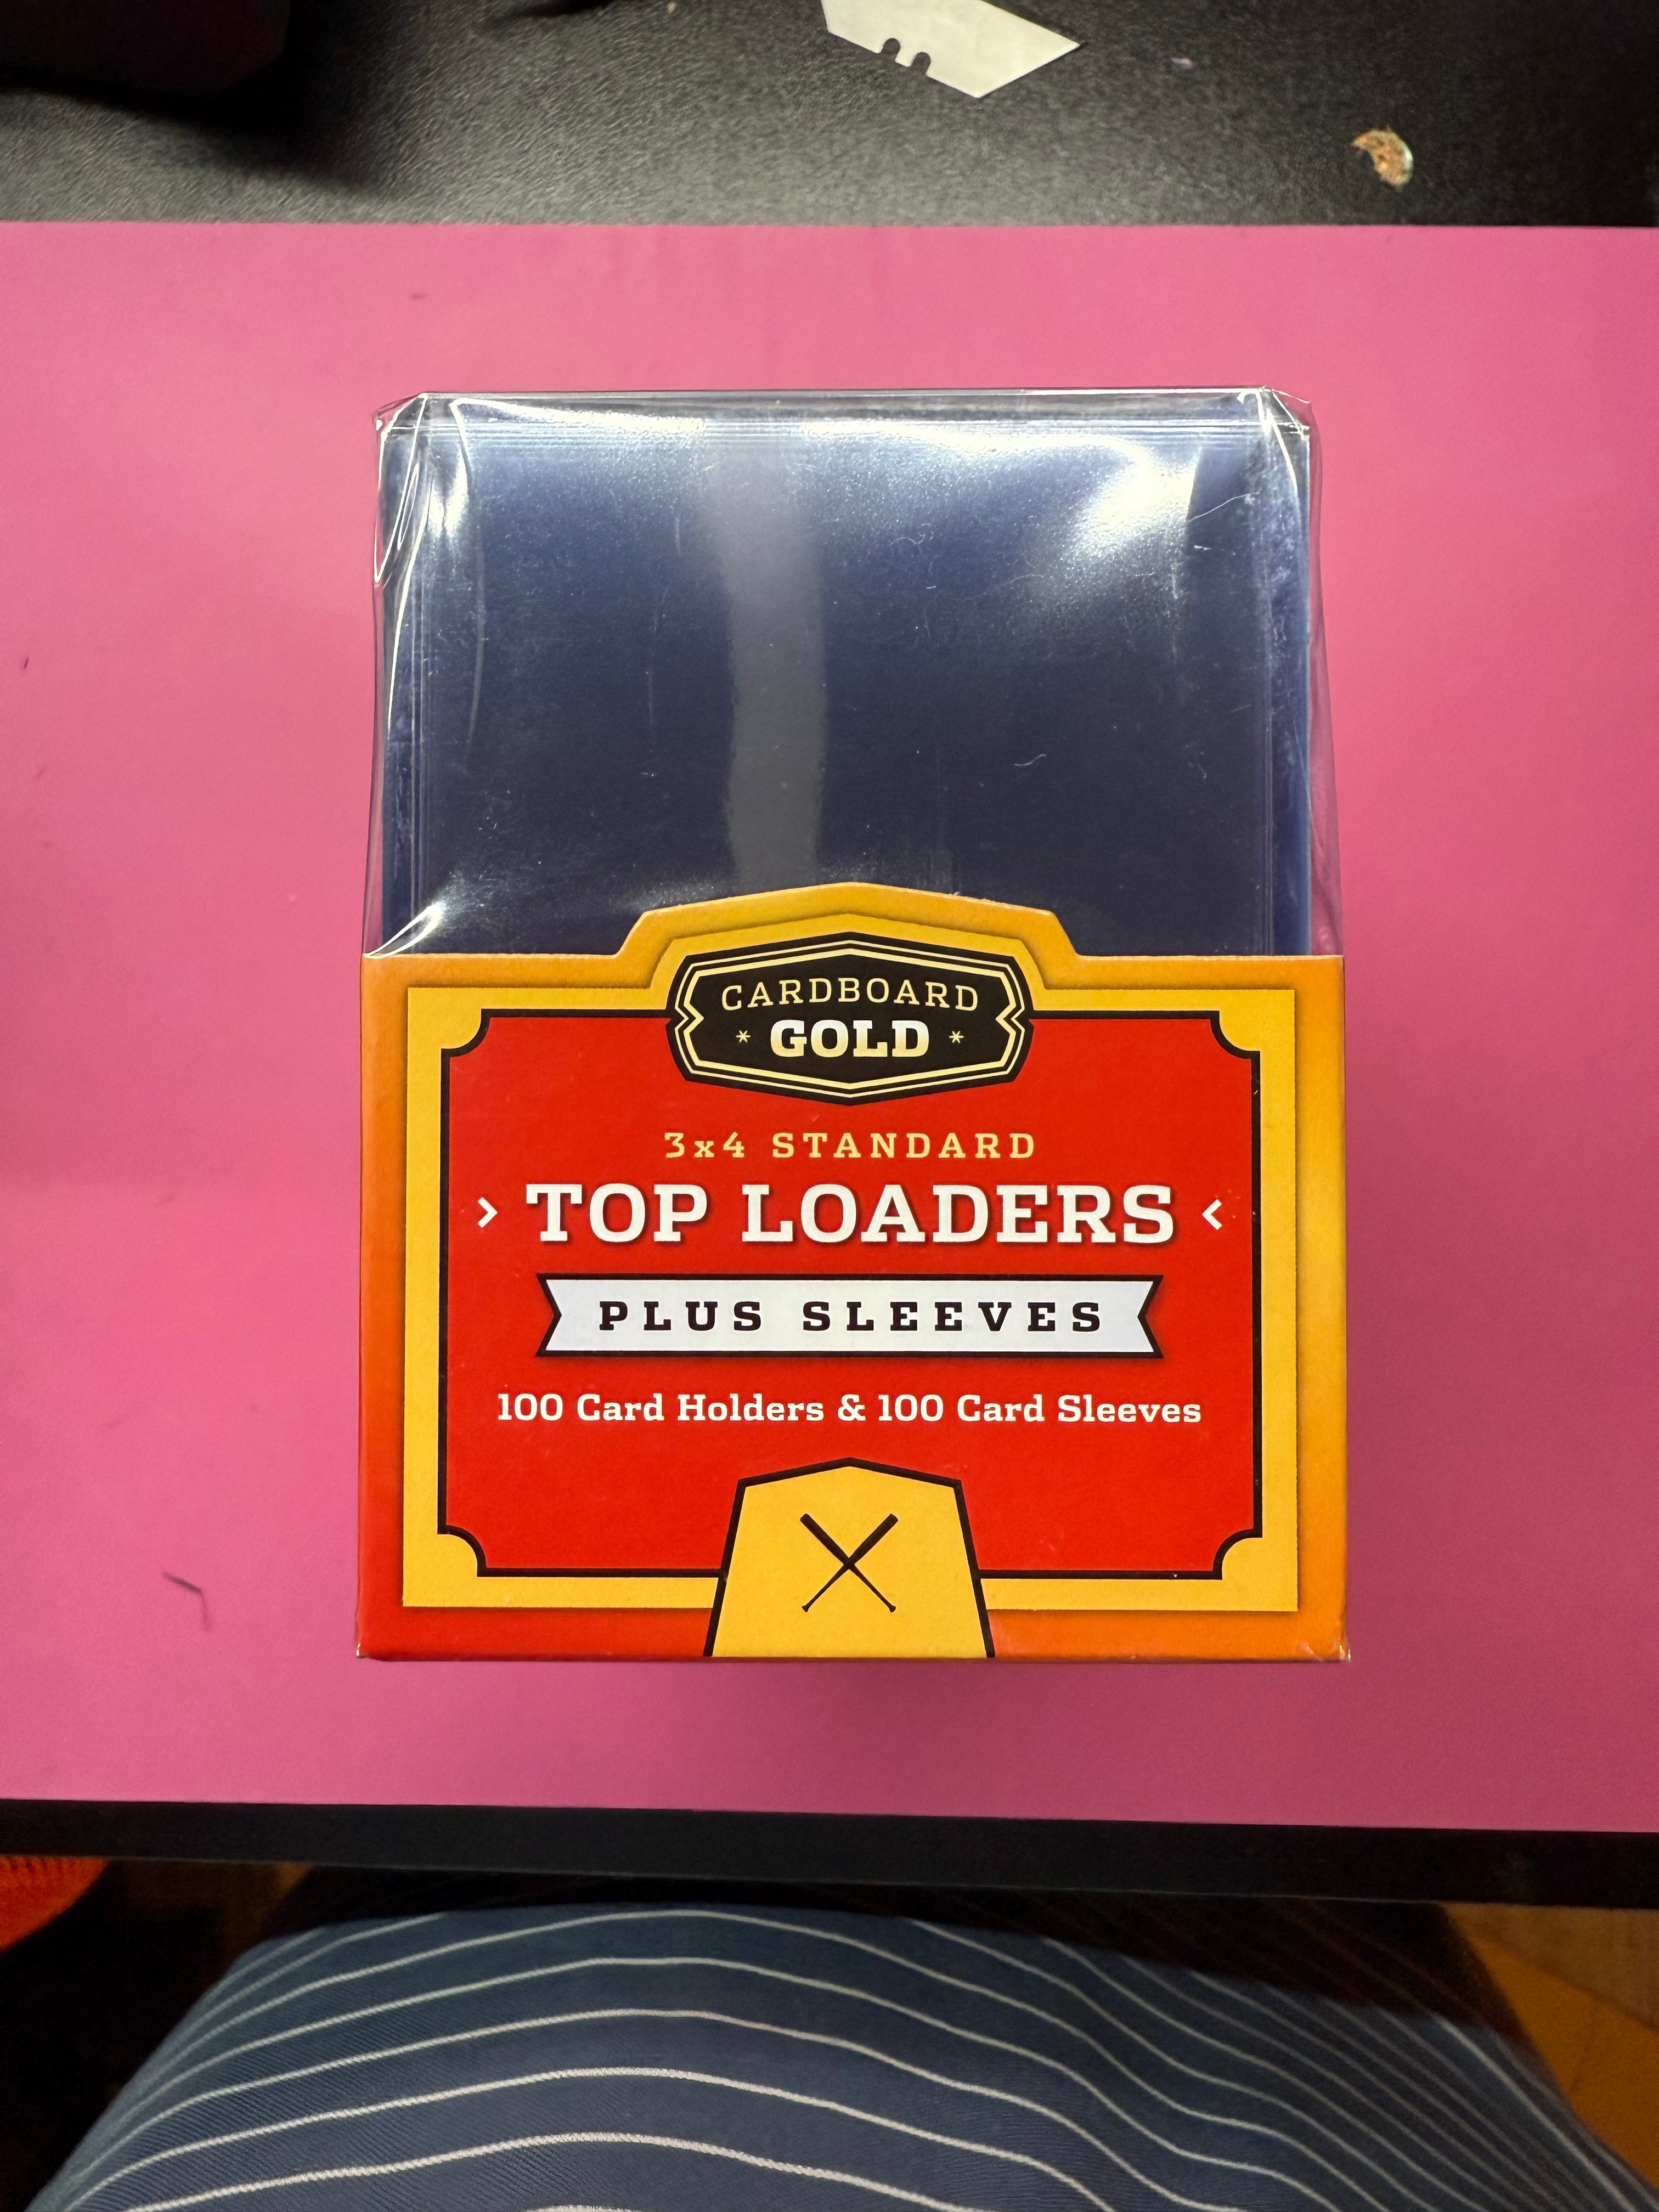 CARDBOARD
* GOLD *
3x4 STANDARD
> TOP LOADERS <
PLUS SLEEVES
100 Card Holders & 100 Card Sleeves